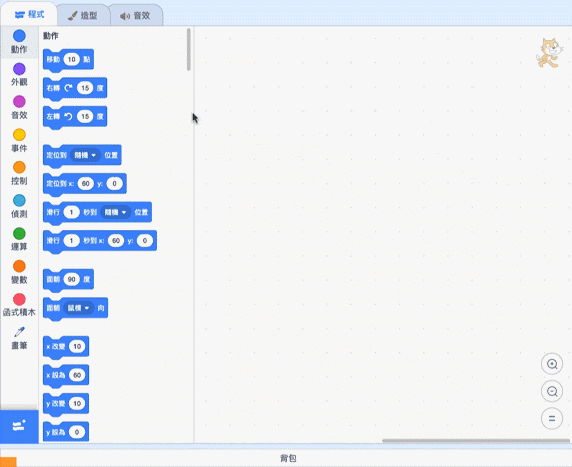 程式
造型
音效
動作
外觀
音效
事件
控制
偵測
運算
變數
函式積木
畫筆
動作
移動 10 點
右轉 15 度
左轉 15 度
定位到 隨機 位置
定位到 x: 60 y: 0
滑行 1 秒到 隨機 位置
滑行 1 秒到 x: 60 y: 0
面朝 90 度
面朝 鼠標 向
x 改變 10
x 設為 60
y 改變 10
y 設為 0
背包